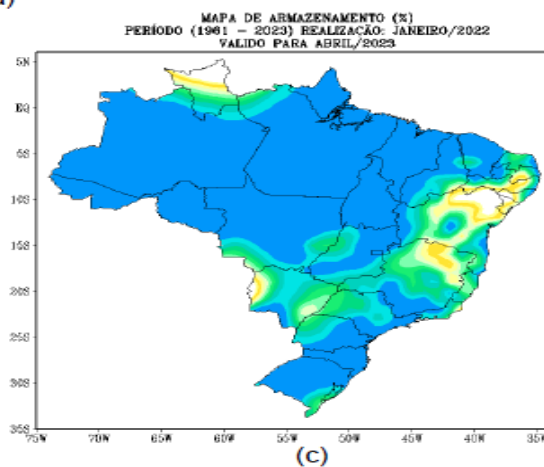 MAPA DE ARMAZENAMENTO (%)
PERÍODO (1961 - 2023) REALIZAÇÃO: JANEIRO/2022
VALIDO PARA ABRIL/2023
5N
EQ
5S
10S
15S
20S
25S
30S
35S
75W 70W 65W 60W 55W 50W 45W 40W 35W
(c)